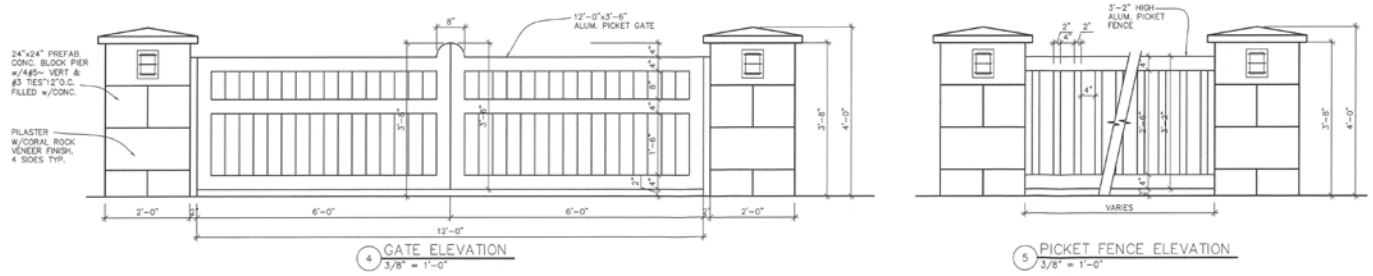 24"x24" PREFAB.
CONC. BLOCK PIER
w/4#5~ VERT &
#3 TIES"12"O.C.
FILLED w/CONC.
PILASTER
W/CORAL ROCK
VENEER FINISH,
4 SIDES TYP.
8"
12'-0"x3'-6"
ALUM. PICKET GATE
4"
8"
4"
1'-6"
4"
2"
3'-8"
3'-6"
3'-8"
4'-0"
2'-0"
2"
6'-0"
6'-0"
2"
2'-0"
12'-0"
4 GATE ELEVATION
3/8" = 1'-0"
3'-2" HIGH
ALUM. PICKET
FENCE
2"
4"
2"
4"
4"
2'-6"
3'-2"
4"
2"
3'-8"
4'-0"
VARIES
5 PICKET FENCE ELEVATION
3/8" = 1'-0"